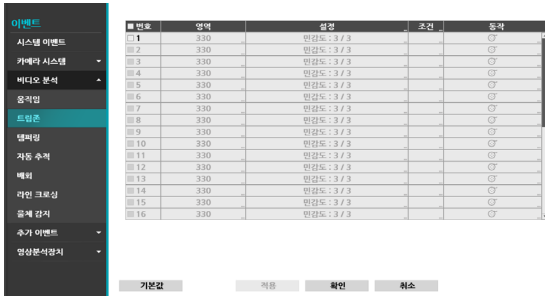 이벤트
시스템 이벤트
카메라 시스템
비디오 분석
움직임
트립존
탬퍼링
자동 추적
배회
라인 크로싱
물체 감지
추가 이벤트
영상분석장치
번호 영역 설정 조건 동작
1 330 민감도 : 3 / 3
2 330 민감도 : 3 / 3
3 330 민감도 : 3 / 3
4 330 민감도 : 3 / 3
5 330 민감도 : 3 / 3
6 330 민감도 : 3 / 3
7 330 민감도 : 3 / 3
8 330 민감도 : 3 / 3
9 330 민감도 : 3 / 3
10 330 민감도 : 3 / 3
11 330 민감도 : 3 / 3
12 330 민감도 : 3 / 3
13 330 민감도 : 3 / 3
14 330 민감도 : 3 / 3
15 330 민감도 : 3 / 3
16 330 민감도 : 3 / 3
기본값 적용 확인 취소